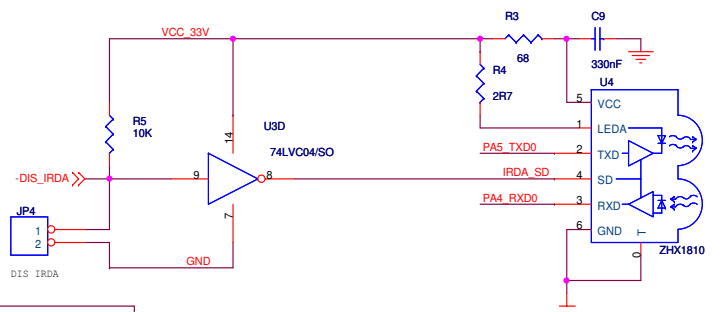 R3
C9
VCC_33V
68
330nF
R4
2R7
U4
5
VCC
R5
10K
U3D
14
74LVC04/SO
1
LEDA
PA5_TXD0
2
TXD
-DIS_IRDA
9
8
IRDA_SD
4
SD
PA4_RXD0
3
RXD
JP4
1
2
7
6
GND
T
GND
0
ZHX1810
DIS IRDA